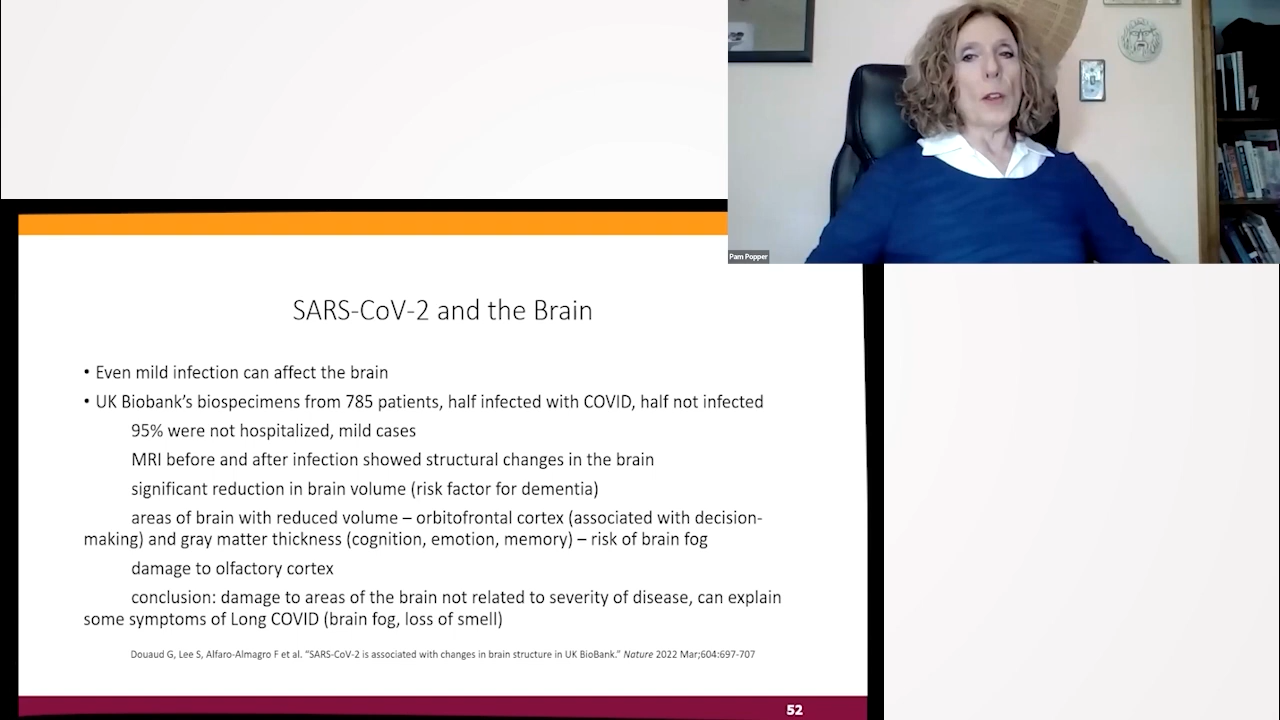 Pam Popper
SARS-CoV-2 and the Brain
• Even mild infection can affect the brain
• UK Biobank's biospecimens from 785 patients, half infected with COVID, half not infected
95% were not hospitalized, mild cases
MRI before and after infection showed structural changes in the brain
significant reduction in brain volume (risk factor for dementia)
areas of brain with reduced volume – orbitofrontal cortex (associated with decision-
making) and gray matter thickness (cognition, emotion, memory) – risk of brain fog
damage to olfactory cortex
conclusion: damage to areas of the brain not related to severity of disease, can explain
some symptoms of Long COVID (brain fog, loss of smell)
Douaud G, Lee S, Alfaro-Almagro F et al. "SARS-CoV-2 is associated with changes in brain structure in UK BioBank." Nature 2022 Mar;604:697-707
52